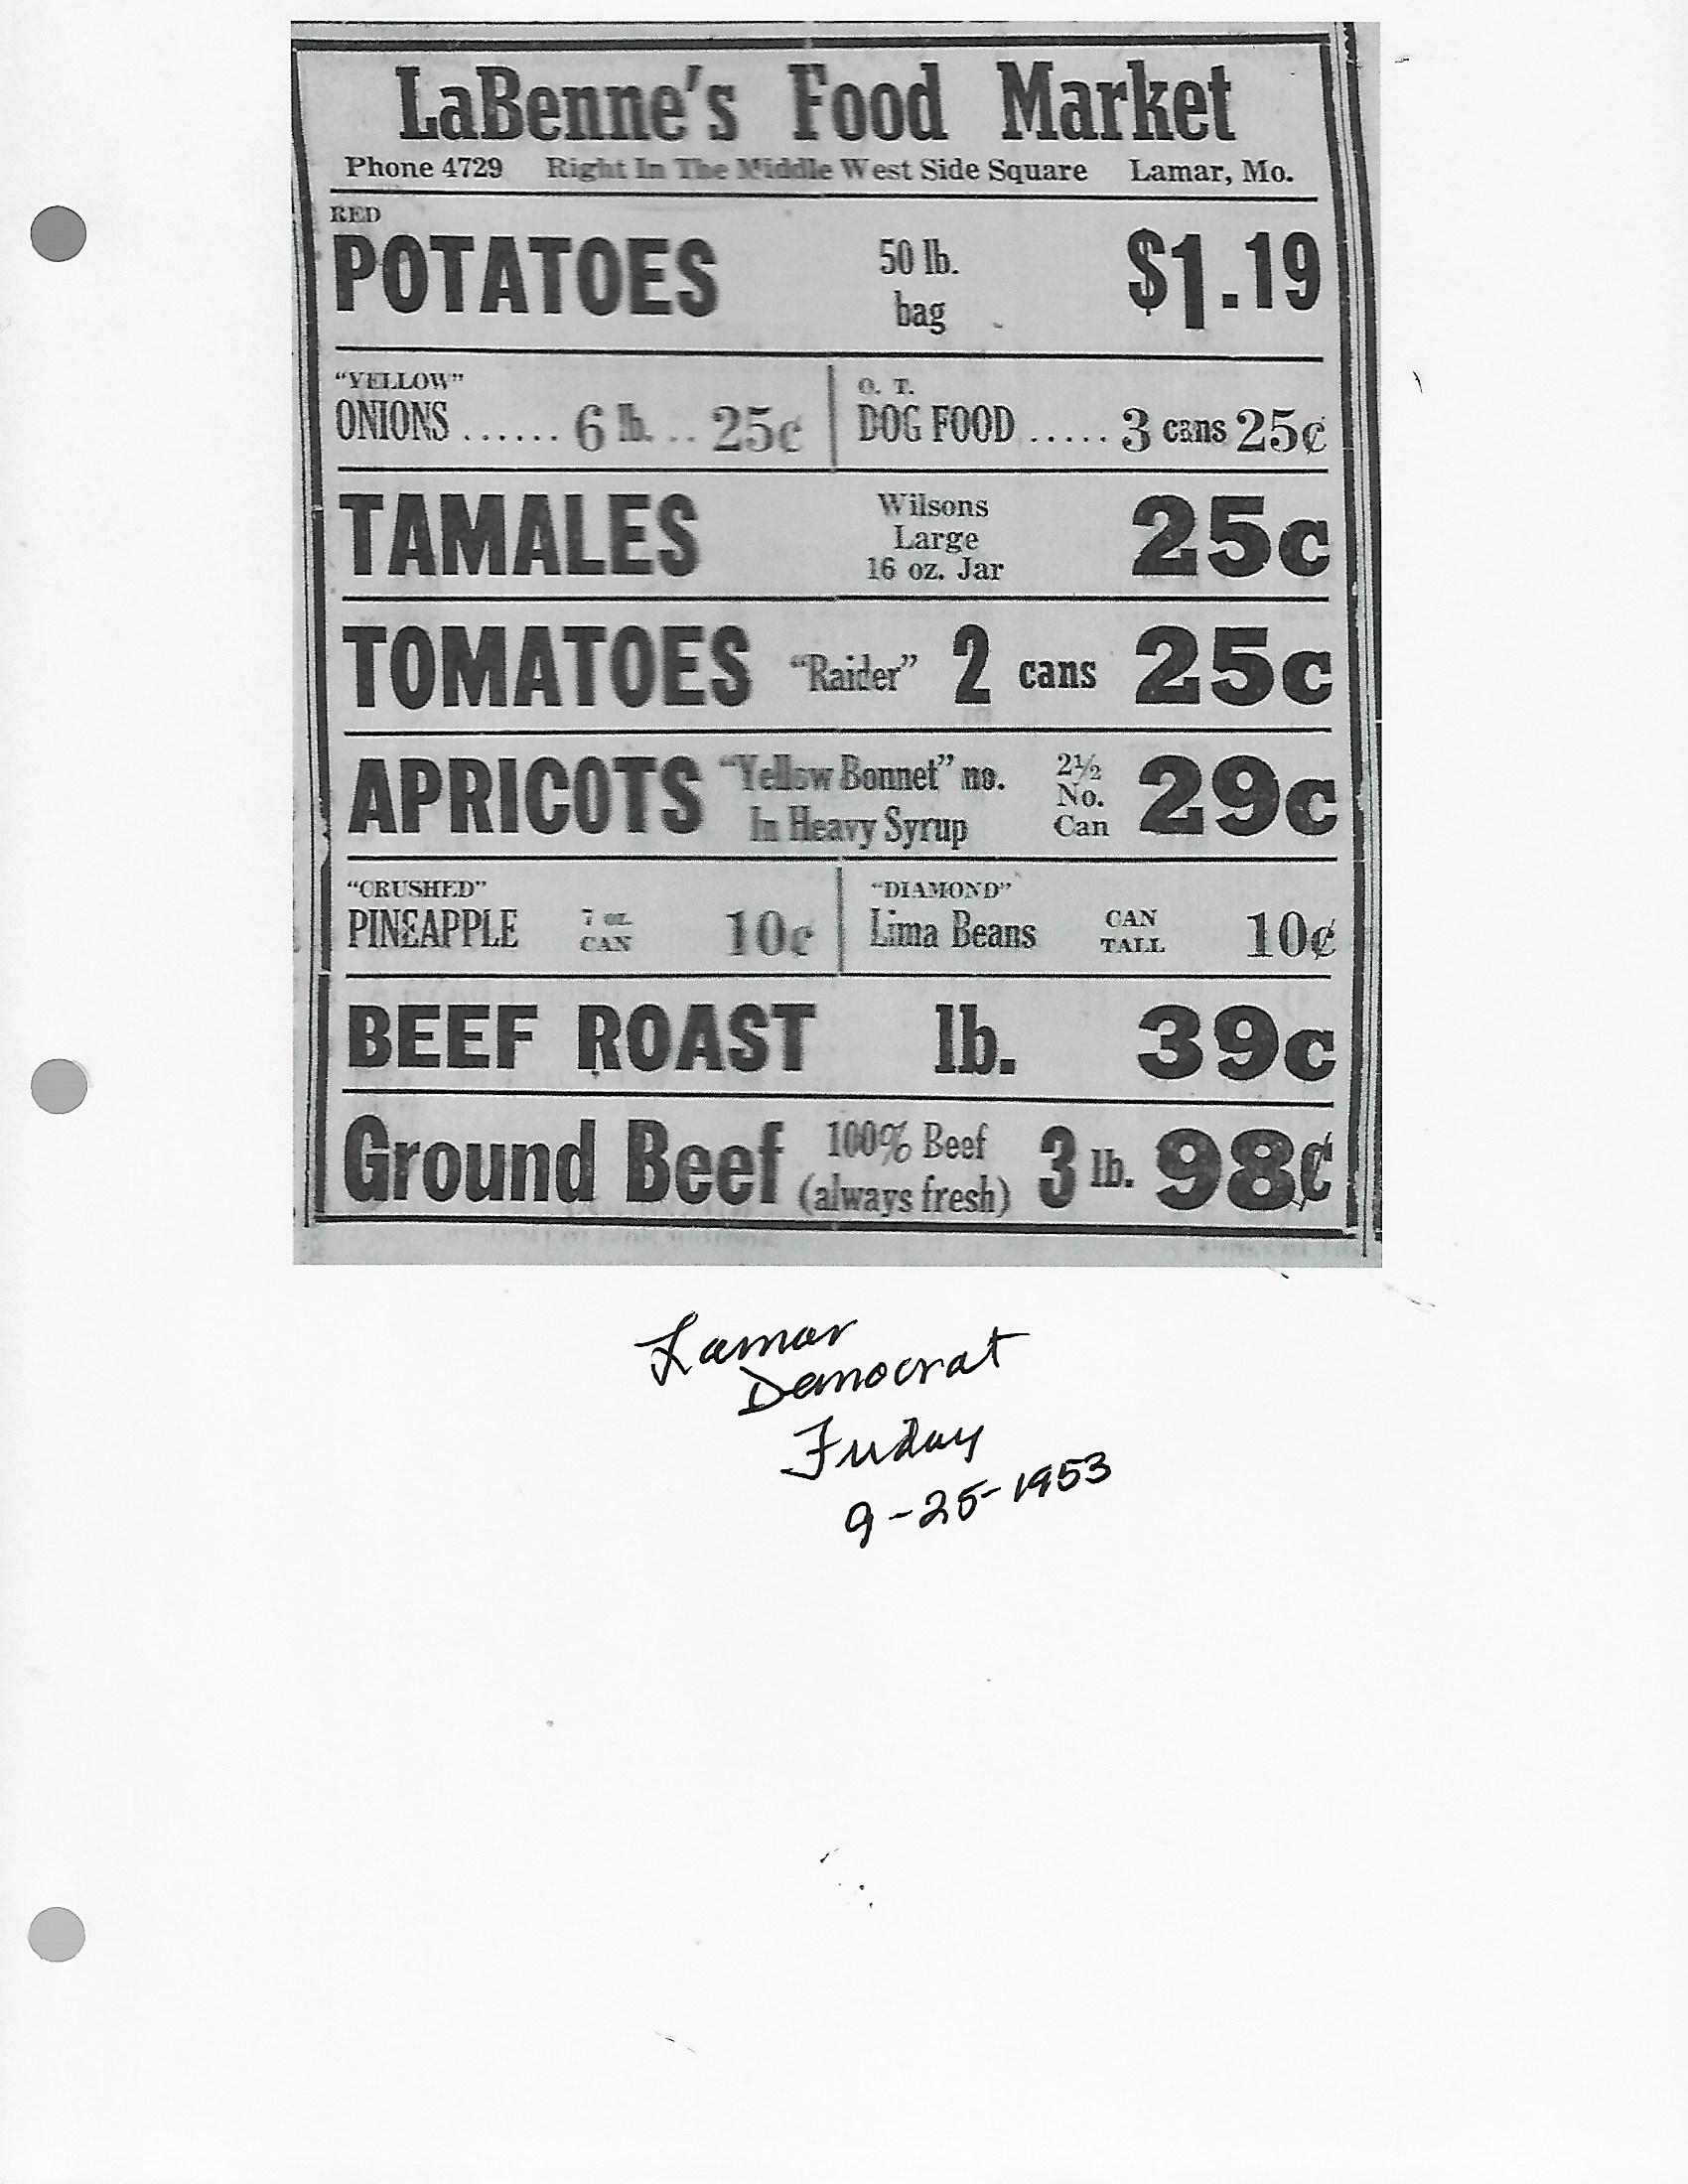 LaBenne's Food Market
Phone 4729 Right In The Middle West Side Square Lamar, Mo.
RED
POTATOES 50 lb. bag $1.19
"YELLOW"
ONIONS ...... 6 lb. .. 25¢
O. T.
DOG FOOD ..... 3 cans 25¢
TAMALES Wilsons Large 16 oz. Jar 25c
TOMATOES "Raider" 2 cans 25c
APRICOTS "Yellow Bonnet" no. In Heavy Syrup 2½ No. Can 29c
"CRUSHED"
PINEAPPLE 7 oz. CAN 10¢
"DIAMOND"
Lima Beans CAN TALL 10¢
BEEF ROAST lb. 39c
Ground Beef 100% Beef (always fresh) 3 lb. 98¢
Lamar
Democrat
Friday
9-25-1953